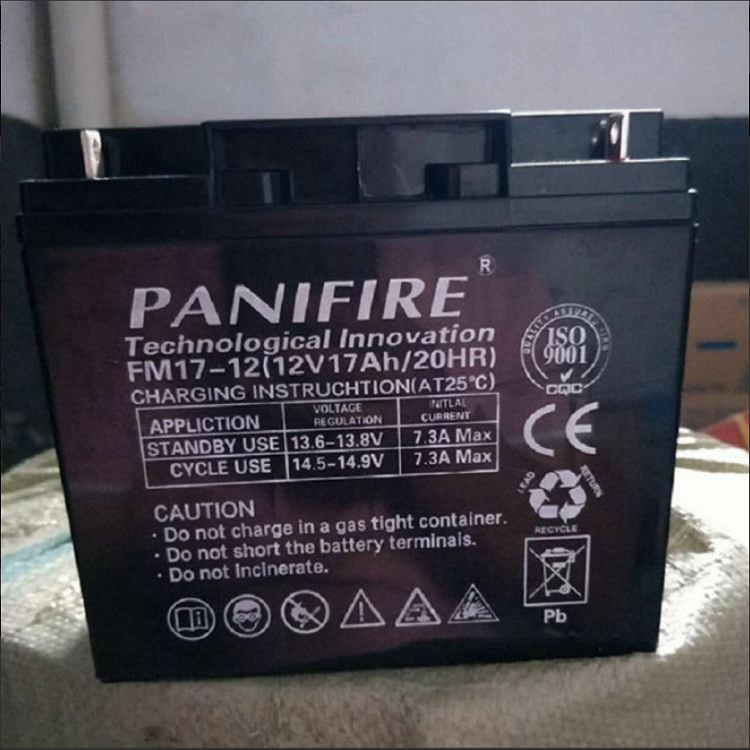 PANIFIRE®
Technological Innovation
FM17-12(12V17Ah/20HR)
CHARGING INSTRUCHTION(AT25°C)
APPLICTION VOLTAGE REGULATION INITLAL CURRENT
STANDBY USE 13.6-13.8V 7.3A Max
CYCLE USE 14.5-14.9V 7.3A Max
CAUTION
· Do not charge in a gas tight container.
· Do not short the battery terminals.
· Do not Incinerate.
QUALITY ASSURED
ISO
9001
CQC
CE
LEAD RETURN
RECYCLE
Pb